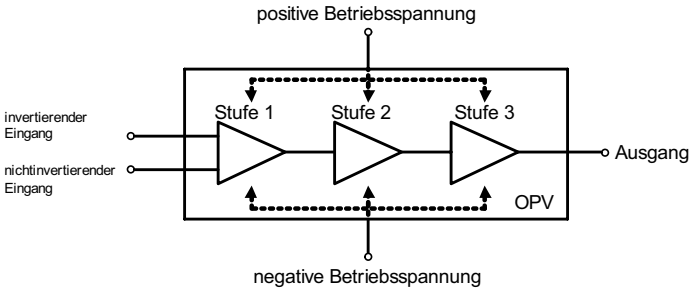 positive Betriebsspannung
Stufe 1
Stufe 2
Stufe 3
invertierender
Eingang
nichtinvertierender
Eingang
Ausgang
OPV
negative Betriebsspannung